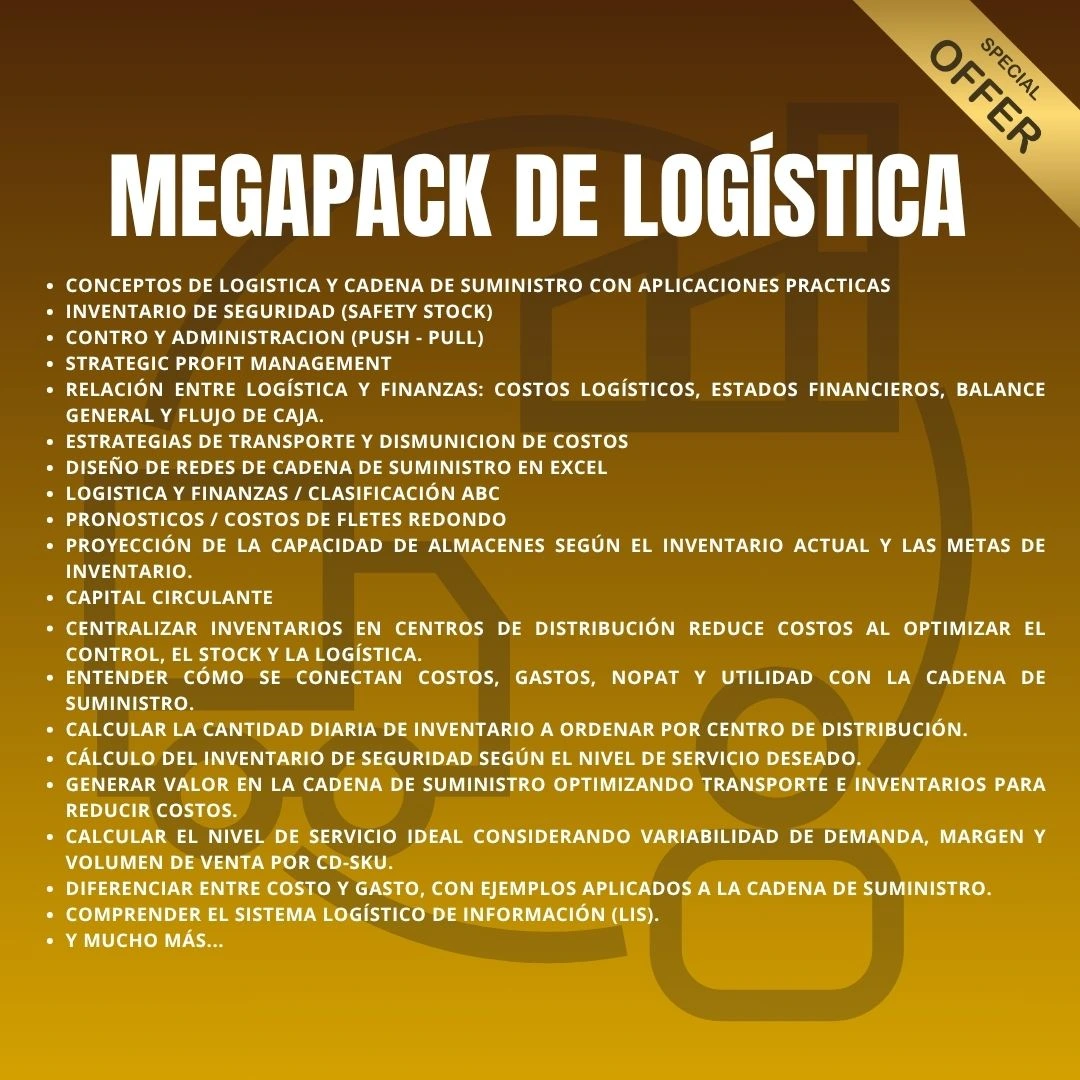 SPECIAL
OFFER
MEGAPACK DE LOGÍSTICA
• CONCEPTOS DE LOGISTICA Y CADENA DE SUMINISTRO CON APLICACIONES PRACTICAS
• INVENTARIO DE SEGURIDAD (SAFETY STOCK)
• CONTRO Y ADMINISTRACION (PUSH - PULL)
• STRATEGIC PROFIT MANAGEMENT
• RELACIÓN ENTRE LOGÍSTICA Y FINANZAS: COSTOS LOGÍSTICOS, ESTADOS FINANCIEROS, BALANCE
GENERAL Y FLUJO DE CAJA.
• ESTRATEGIAS DE TRANSPORTE Y DISMUNICION DE COSTOS
• DISEÑO DE REDES DE CADENA DE SUMINISTRO EN EXCEL
• LOGISTICA Y FINANZAS / CLASIFICACIÓN ABC
• PRONOSTICOS / COSTOS DE FLETES REDONDO
• PROYECCIÓN DE LA CAPACIDAD DE ALMACENES SEGÚN EL INVENTARIO ACTUAL Y LAS METAS DE
INVENTARIO.
• CAPITAL CIRCULANTE
• CENTRALIZAR INVENTARIOS EN CENTROS DE DISTRIBUCIÓN REDUCE COSTOS AL OPTIMIZAR EL
CONTROL, EL STOCK Y LA LOGÍSTICA.
• ENTENDER CÓMO SE CONECTAN COSTOS, GASTOS, NOPAT Y UTILIDAD CON LA CADENA DE
SUMINISTRO.
• CALCULAR LA CANTIDAD DIARIA DE INVENTARIO A ORDENAR POR CENTRO DE DISTRIBUCIÓN.
• CÁLCULO DEL INVENTARIO DE SEGURIDAD SEGÚN EL NIVEL DE SERVICIO DESEADO.
• GENERAR VALOR EN LA CADENA DE SUMINISTRO OPTIMIZANDO TRANSPORTE E INVENTARIOS PARA
REDUCIR COSTOS.
• CALCULAR EL NIVEL DE SERVICIO IDEAL CONSIDERANDO VARIABILIDAD DE DEMANDA, MARGEN Y
VOLUMEN DE VENTA POR CD-SKU.
• DIFERENCIAR ENTRE COSTO Y GASTO, CON EJEMPLOS APLICADOS A LA CADENA DE SUMINISTRO.
• COMPRENDER EL SISTEMA LOGÍSTICO DE INFORMACIÓN (LIS).
• Y MUCHO MÁS...